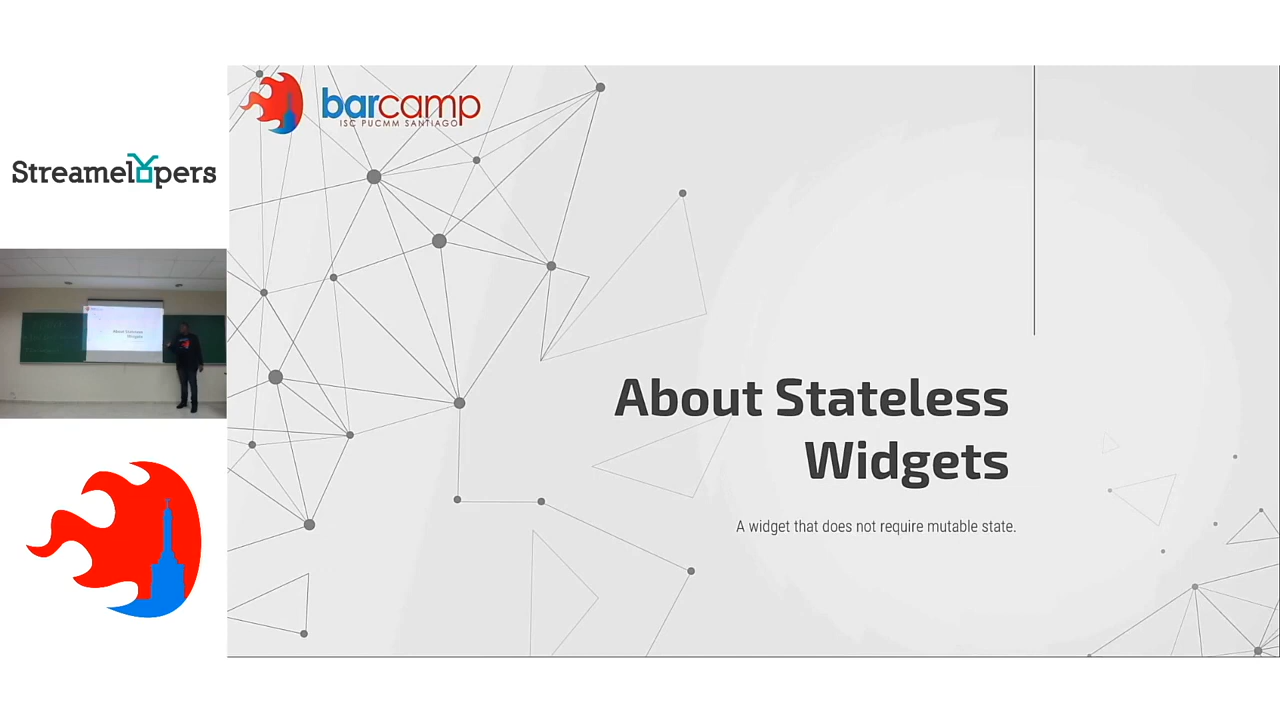 Streamelopers
barcamp
ISC PUCMM SANTIAGO
About Stateless
Widgets
A widget that does not require mutable state.